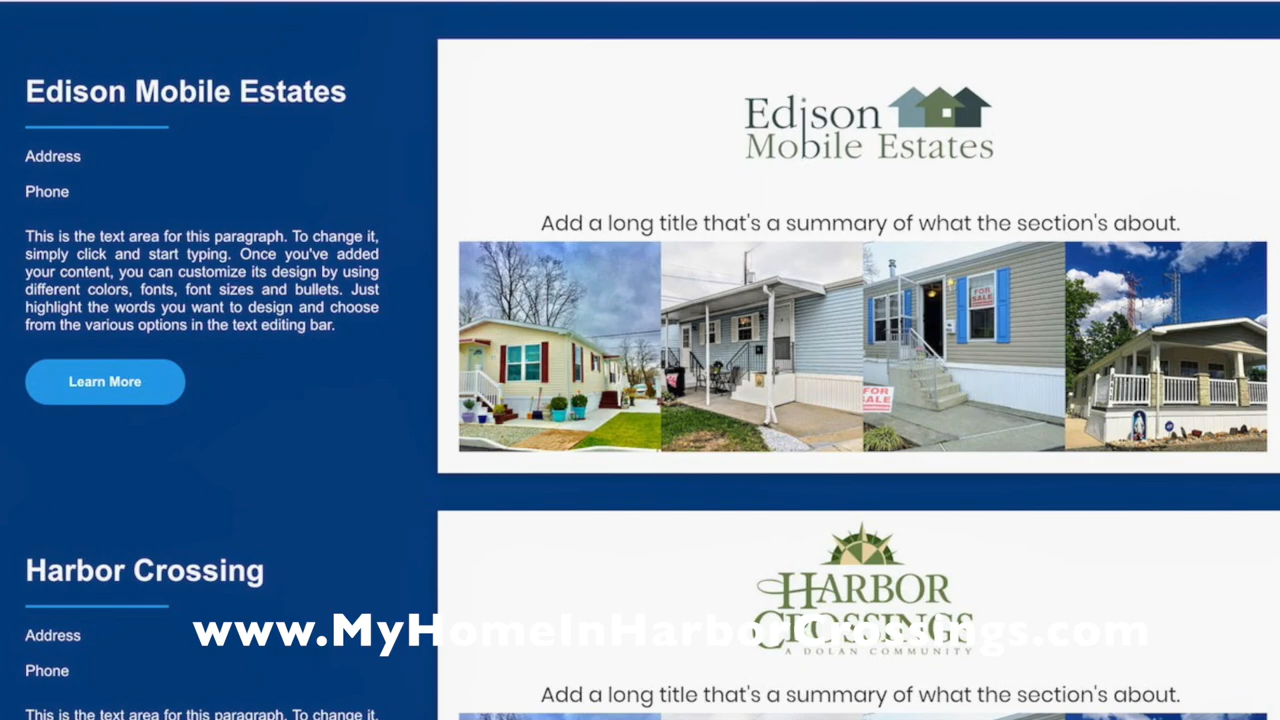 Edison Mobile Estates
Address
Phone
This is the text area for this paragraph. To change it,
simply click and start typing. Once you've added
your content, you can customize its design by using
different colors, fonts, font sizes and bullets. Just
highlight the words you want to design and choose
from the various options in the text editing bar.
Learn More
Edison
Mobile Estates
Add a long title that's a summary of what the section's about.
FOR
SALE
FOR
SALE
Harbor Crossing
Address
Phone
This is the text area for this paragraph. To change it,
HARBOR
CROSSINGS
A DOLAN COMMUNITY
www.MyHomeInHarborCrossings.com
Add a long title that's a summary of what the section's about.